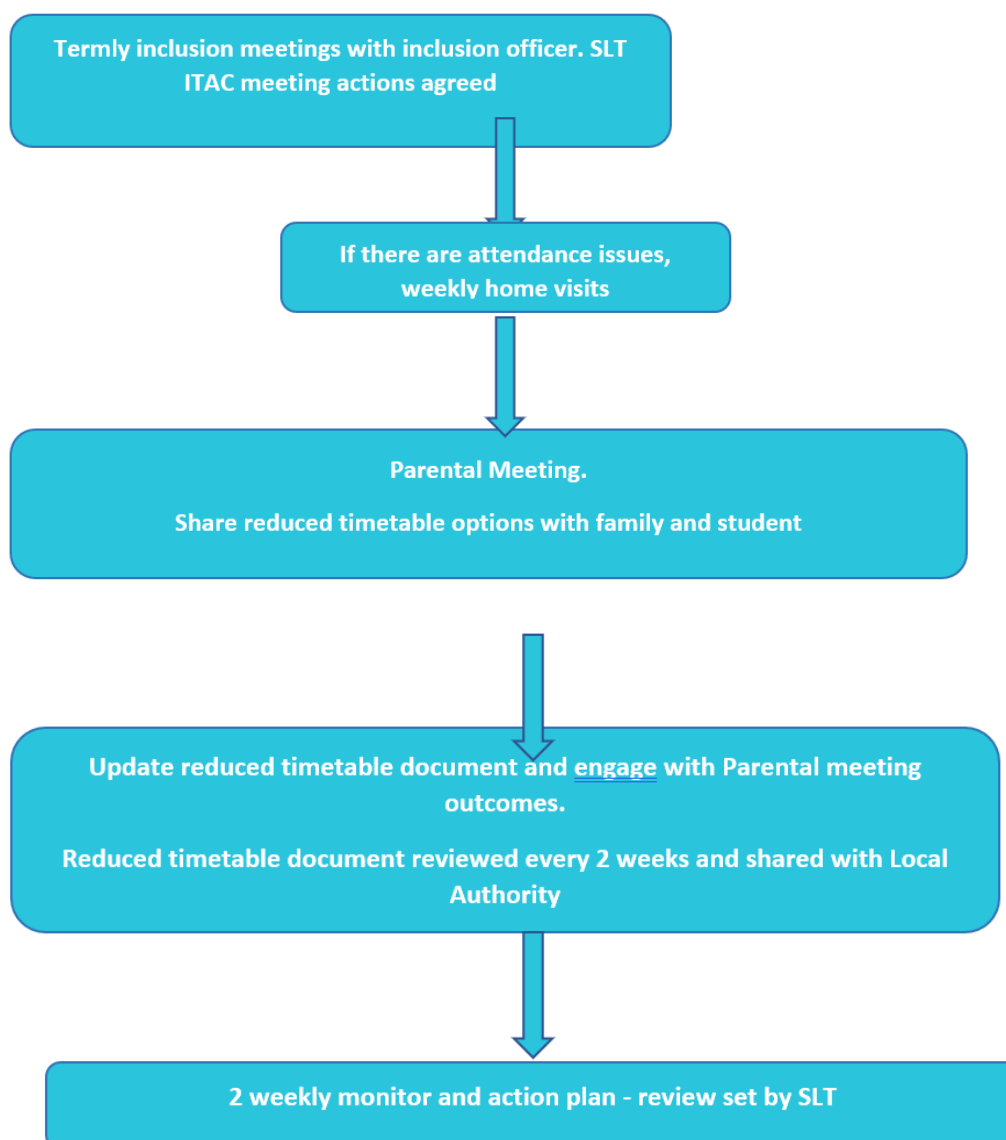 Termly inclusion meetings with inclusion officer. SLT
ITAC meeting actions agreed
If there are attendance issues,
weekly home visits
Parental Meeting.
Share reduced timetable options with family and student
Update reduced timetable document and engage with Parental meeting
outcomes.
Reduced timetable document reviewed every 2 weeks and shared with Local
Authority
2 weekly monitor and action plan - review set by SLT